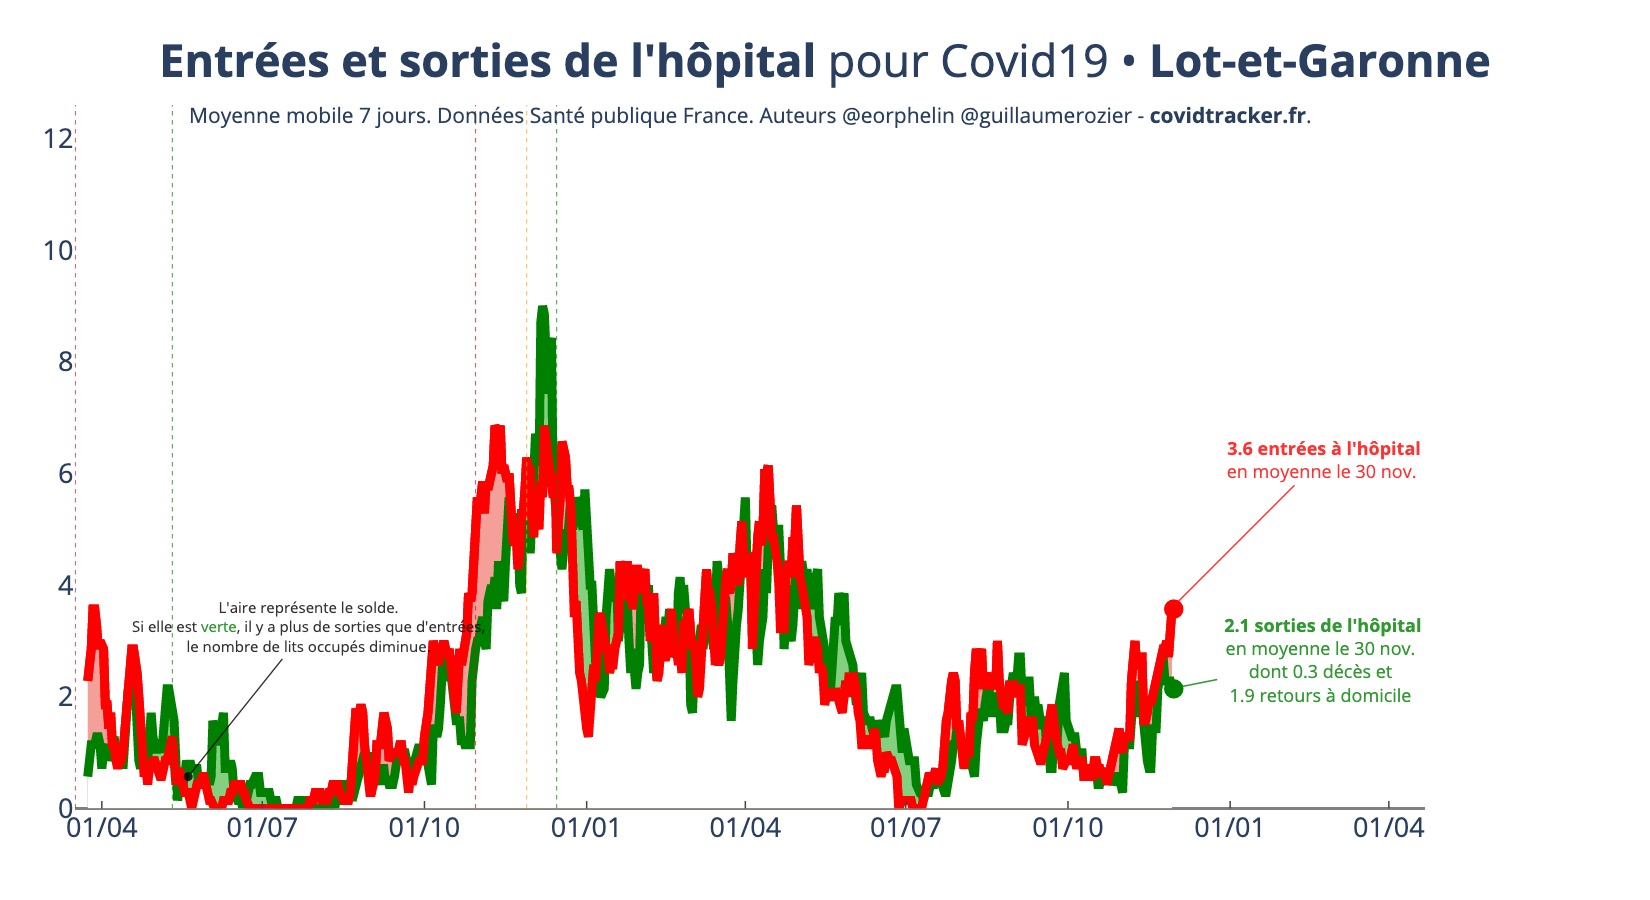 Entrées et sorties de l'hôpital pour Covid19 • Lot-et-Garonne
Moyenne mobile 7 jours. Données Santé publique France. Auteurs @eorphelin @guillaumerozier - covidtracker.fr.
12
10
8
6
4
2
0
3.6 entrées à l'hôpital
en moyenne le 30 nov.
L'aire représente le solde.
Si elle est verte, il y a plus de sorties que d'entrées,
le nombre de lits occupés diminue.
2.1 sorties de l'hôpital
en moyenne le 30 nov.
dont 0.3 décès et
1.9 retours à domicile
01/04 01/07 01/10 01/01 01/04 01/07 01/10 01/01 01/04